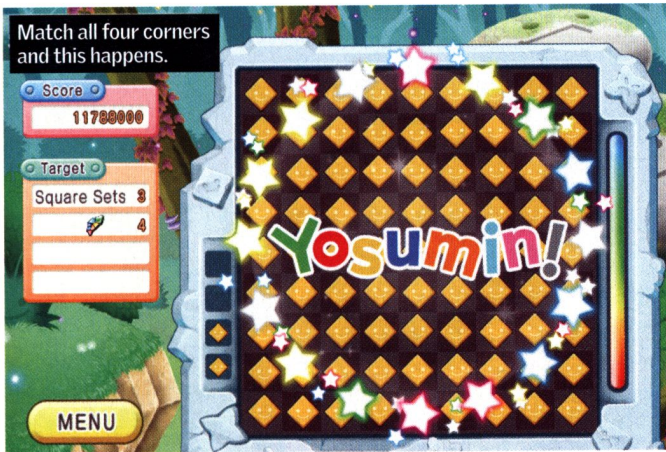 Match all four corners
and this happens.
Score
11788000
Target
Square Sets 3
4
Yosumin!
MENU